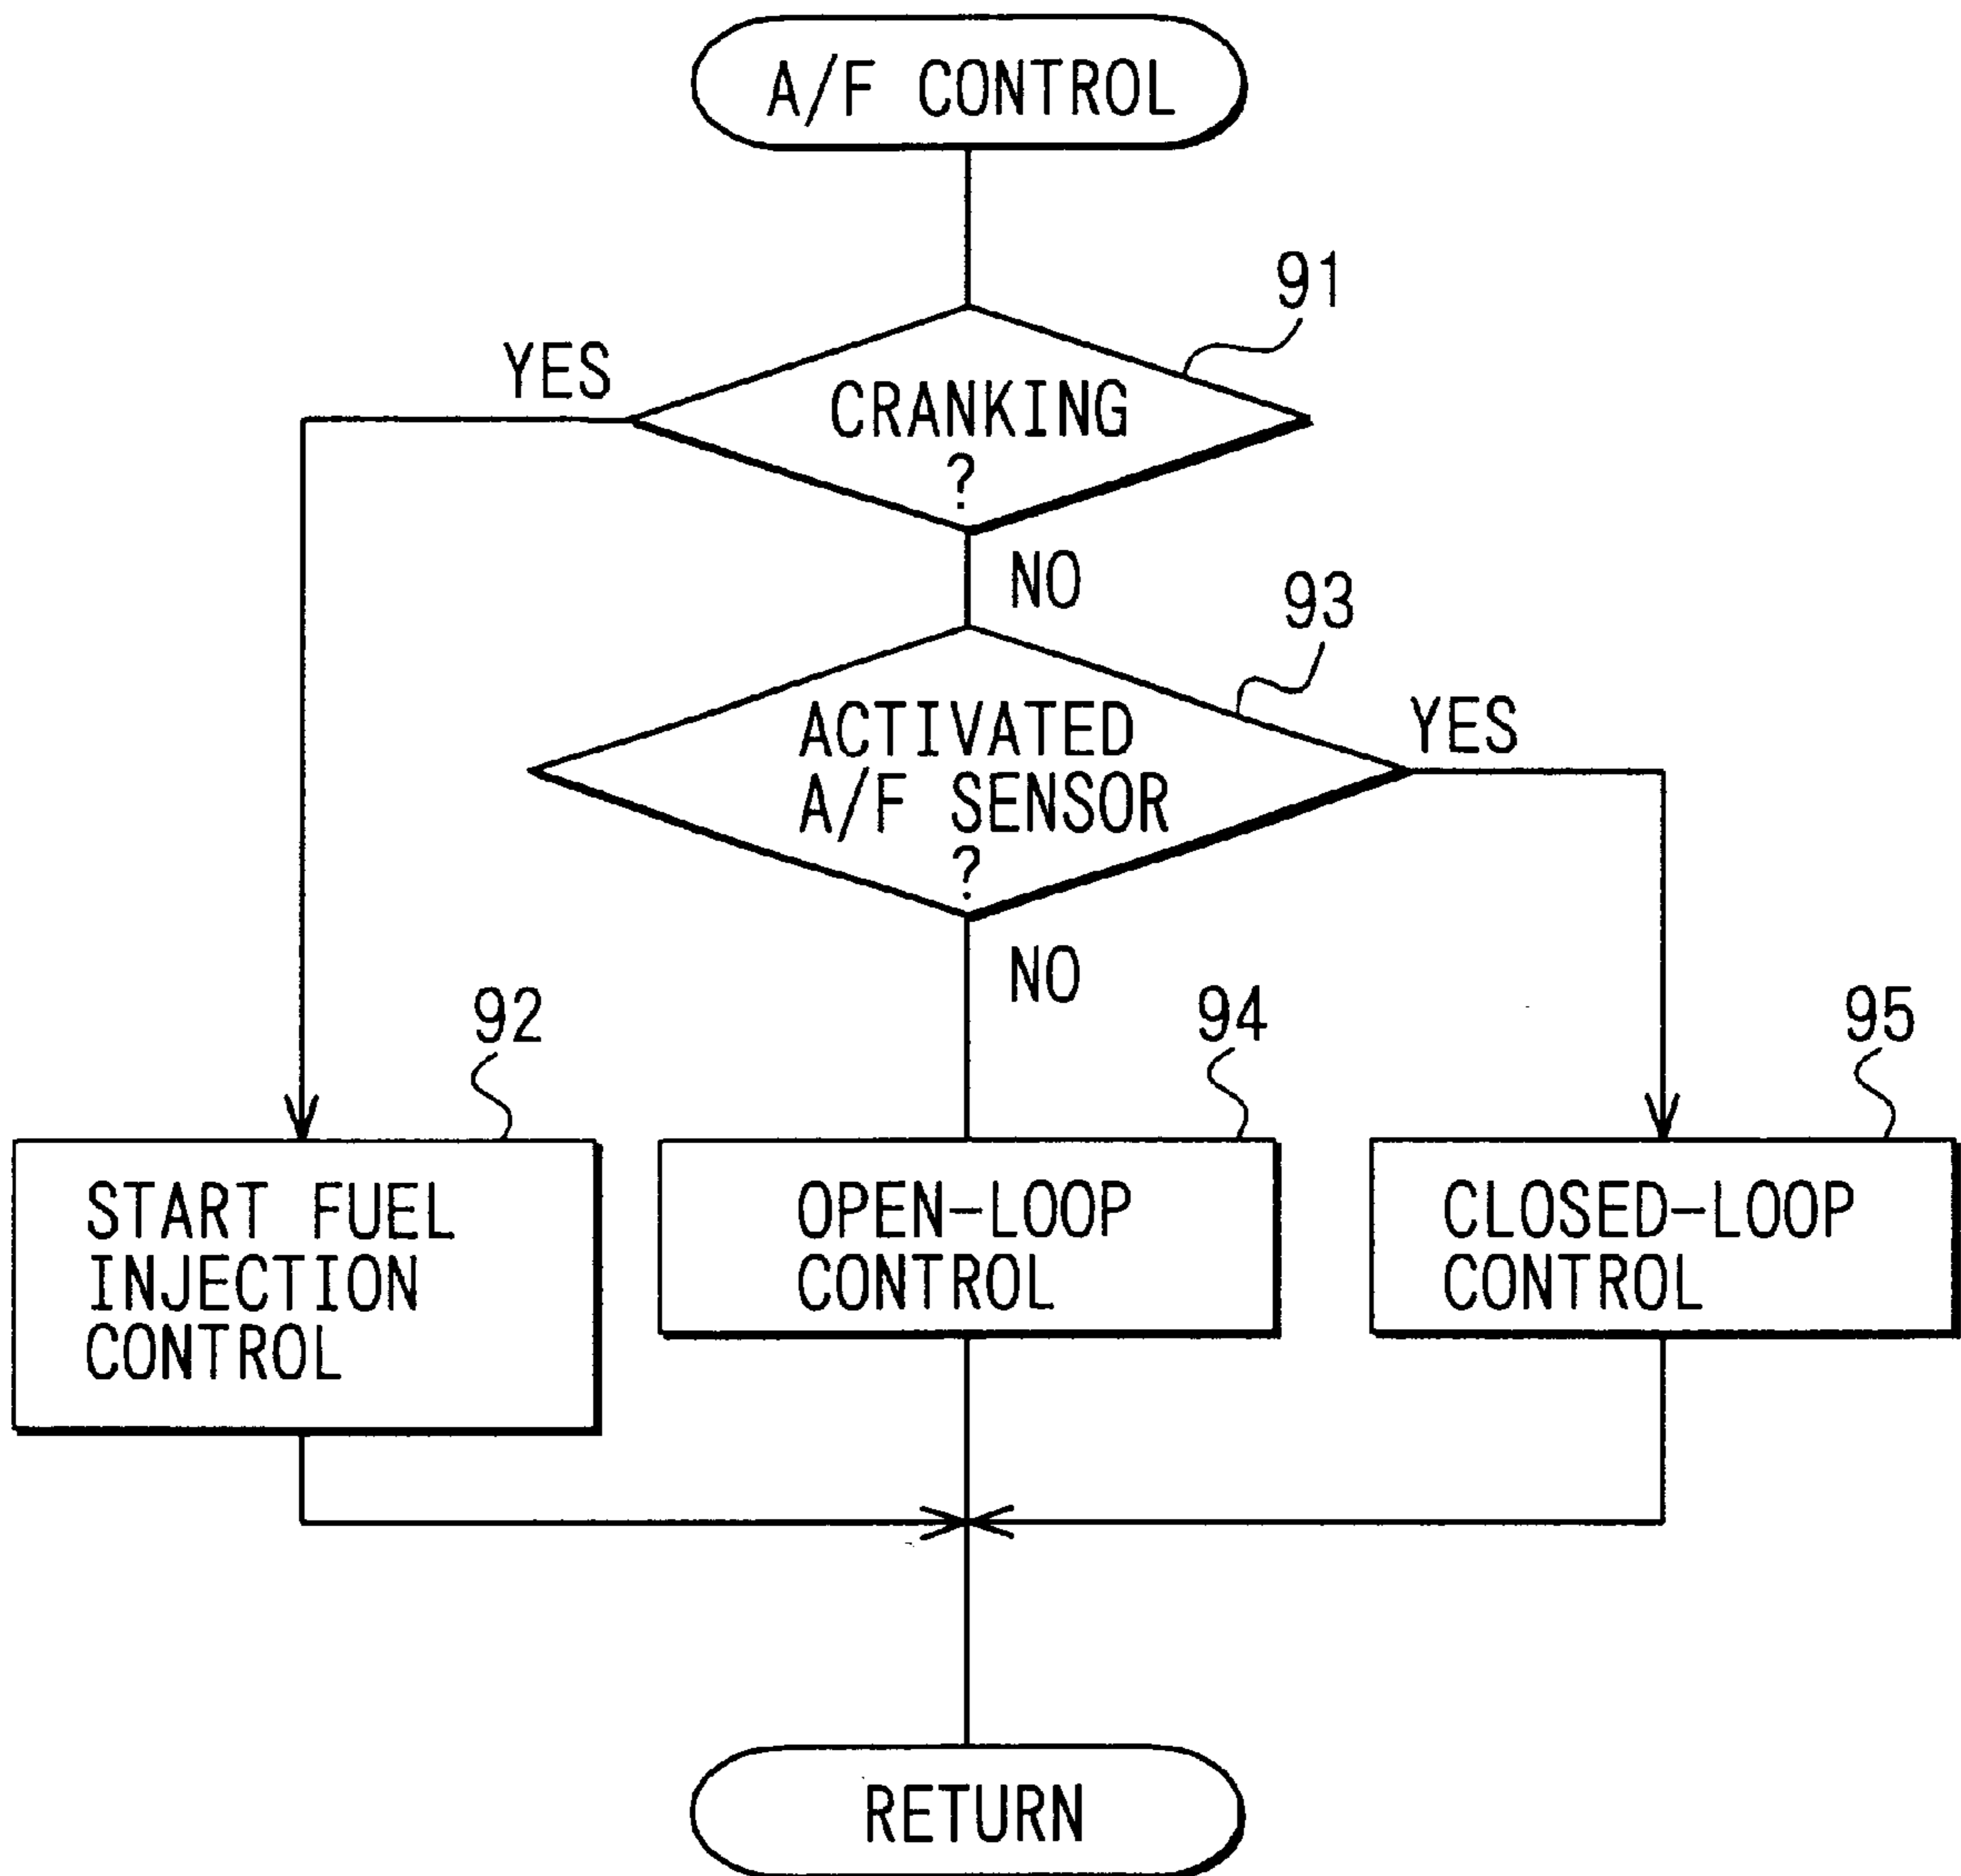 A/F CONTROL
91
YES
CRANKING
?
NO
93
ACTIVATED
A/F SENSOR
?
YES
NO
92
94
95
START FUEL
INJECTION
CONTROL
OPEN-LOOP
CONTROL
CLOSED-LOOP
CONTROL
RETURN